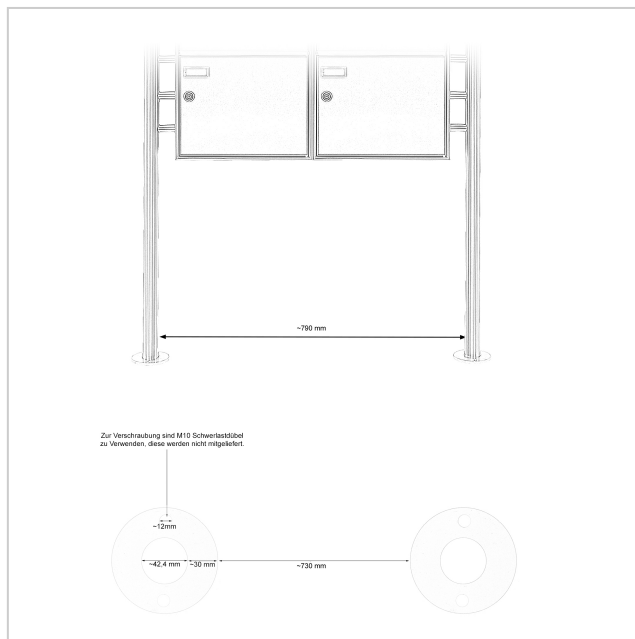 ~790 mm
Zur Verschraubung sind M10 Schwerlastdübel
zu Verwenden, diese werden nicht mitgeliefert.
~12mm
~42,4 mm
~30 mm
~730 mm